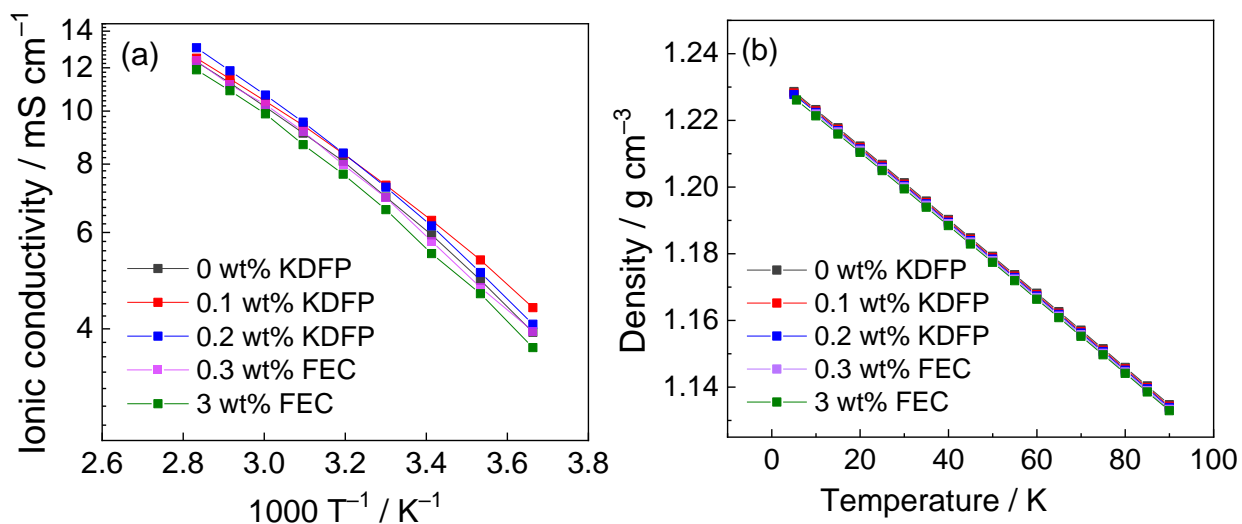 (a)
Ionic conductivity / mS cm⁻¹
14
12
10
8
6
4
0 wt% KDFP
0.1 wt% KDFP
0.2 wt% KDFP
0.3 wt% FEC
3 wt% FEC
2.6 2.8 3.0 3.2 3.4 3.6 3.8
1000 T⁻¹ / K⁻¹
(b)
Density / g cm⁻³
1.24
1.22
1.20
1.18
1.16
1.14
0 wt% KDFP
0.1 wt% KDFP
0.2 wt% KDFP
0.3 wt% FEC
3 wt% FEC
0 20 40 60 80 100
Temperature / K